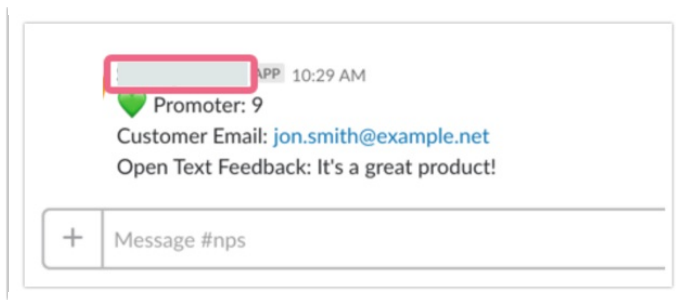 APP 10:29 AM
💚 Promoter: 9
Customer Email: jon.smith@example.net
Open Text Feedback: It's a great product!
+ Message #nps